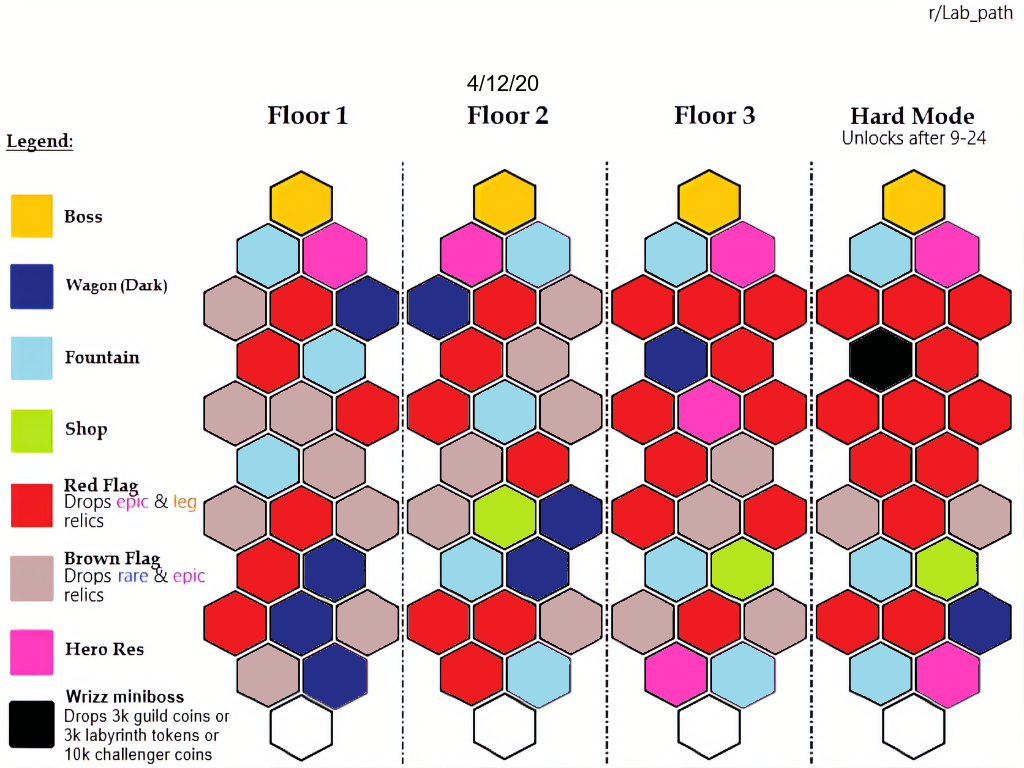 r/Lab_path
4/12/20
Floor 1
Floor 2
Floor 3
Hard Mode
Unlocks after 9-24
Legend:
Boss
Wagon (Dark)
Fountain
Shop
Red Flag
Drops epic & leg
relics
Brown Flag
Drops rare & epic
relics
Hero Res
Wrizz miniboss
Drops 3k guild coins or
3k labyrinth tokens or
10k challenger coins